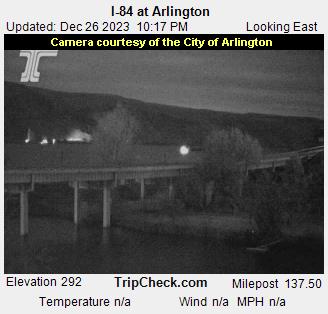 I-84 at Arlington
Updated: Dec 26 2023 10:17 PM Looking East
Camera courtesy of the City of Arlington
Elevation 292 TripCheck.com Milepost 137.50
Temperature n/a Wind n/a MPH n/a